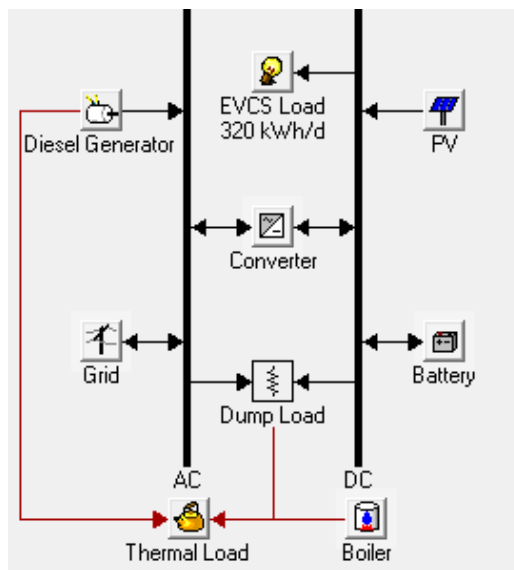 EVCS Load
320 kWh/d
Diesel Generator
PV
Converter
Grid
Battery
Dump Load
AC
DC
Thermal Load
Boiler